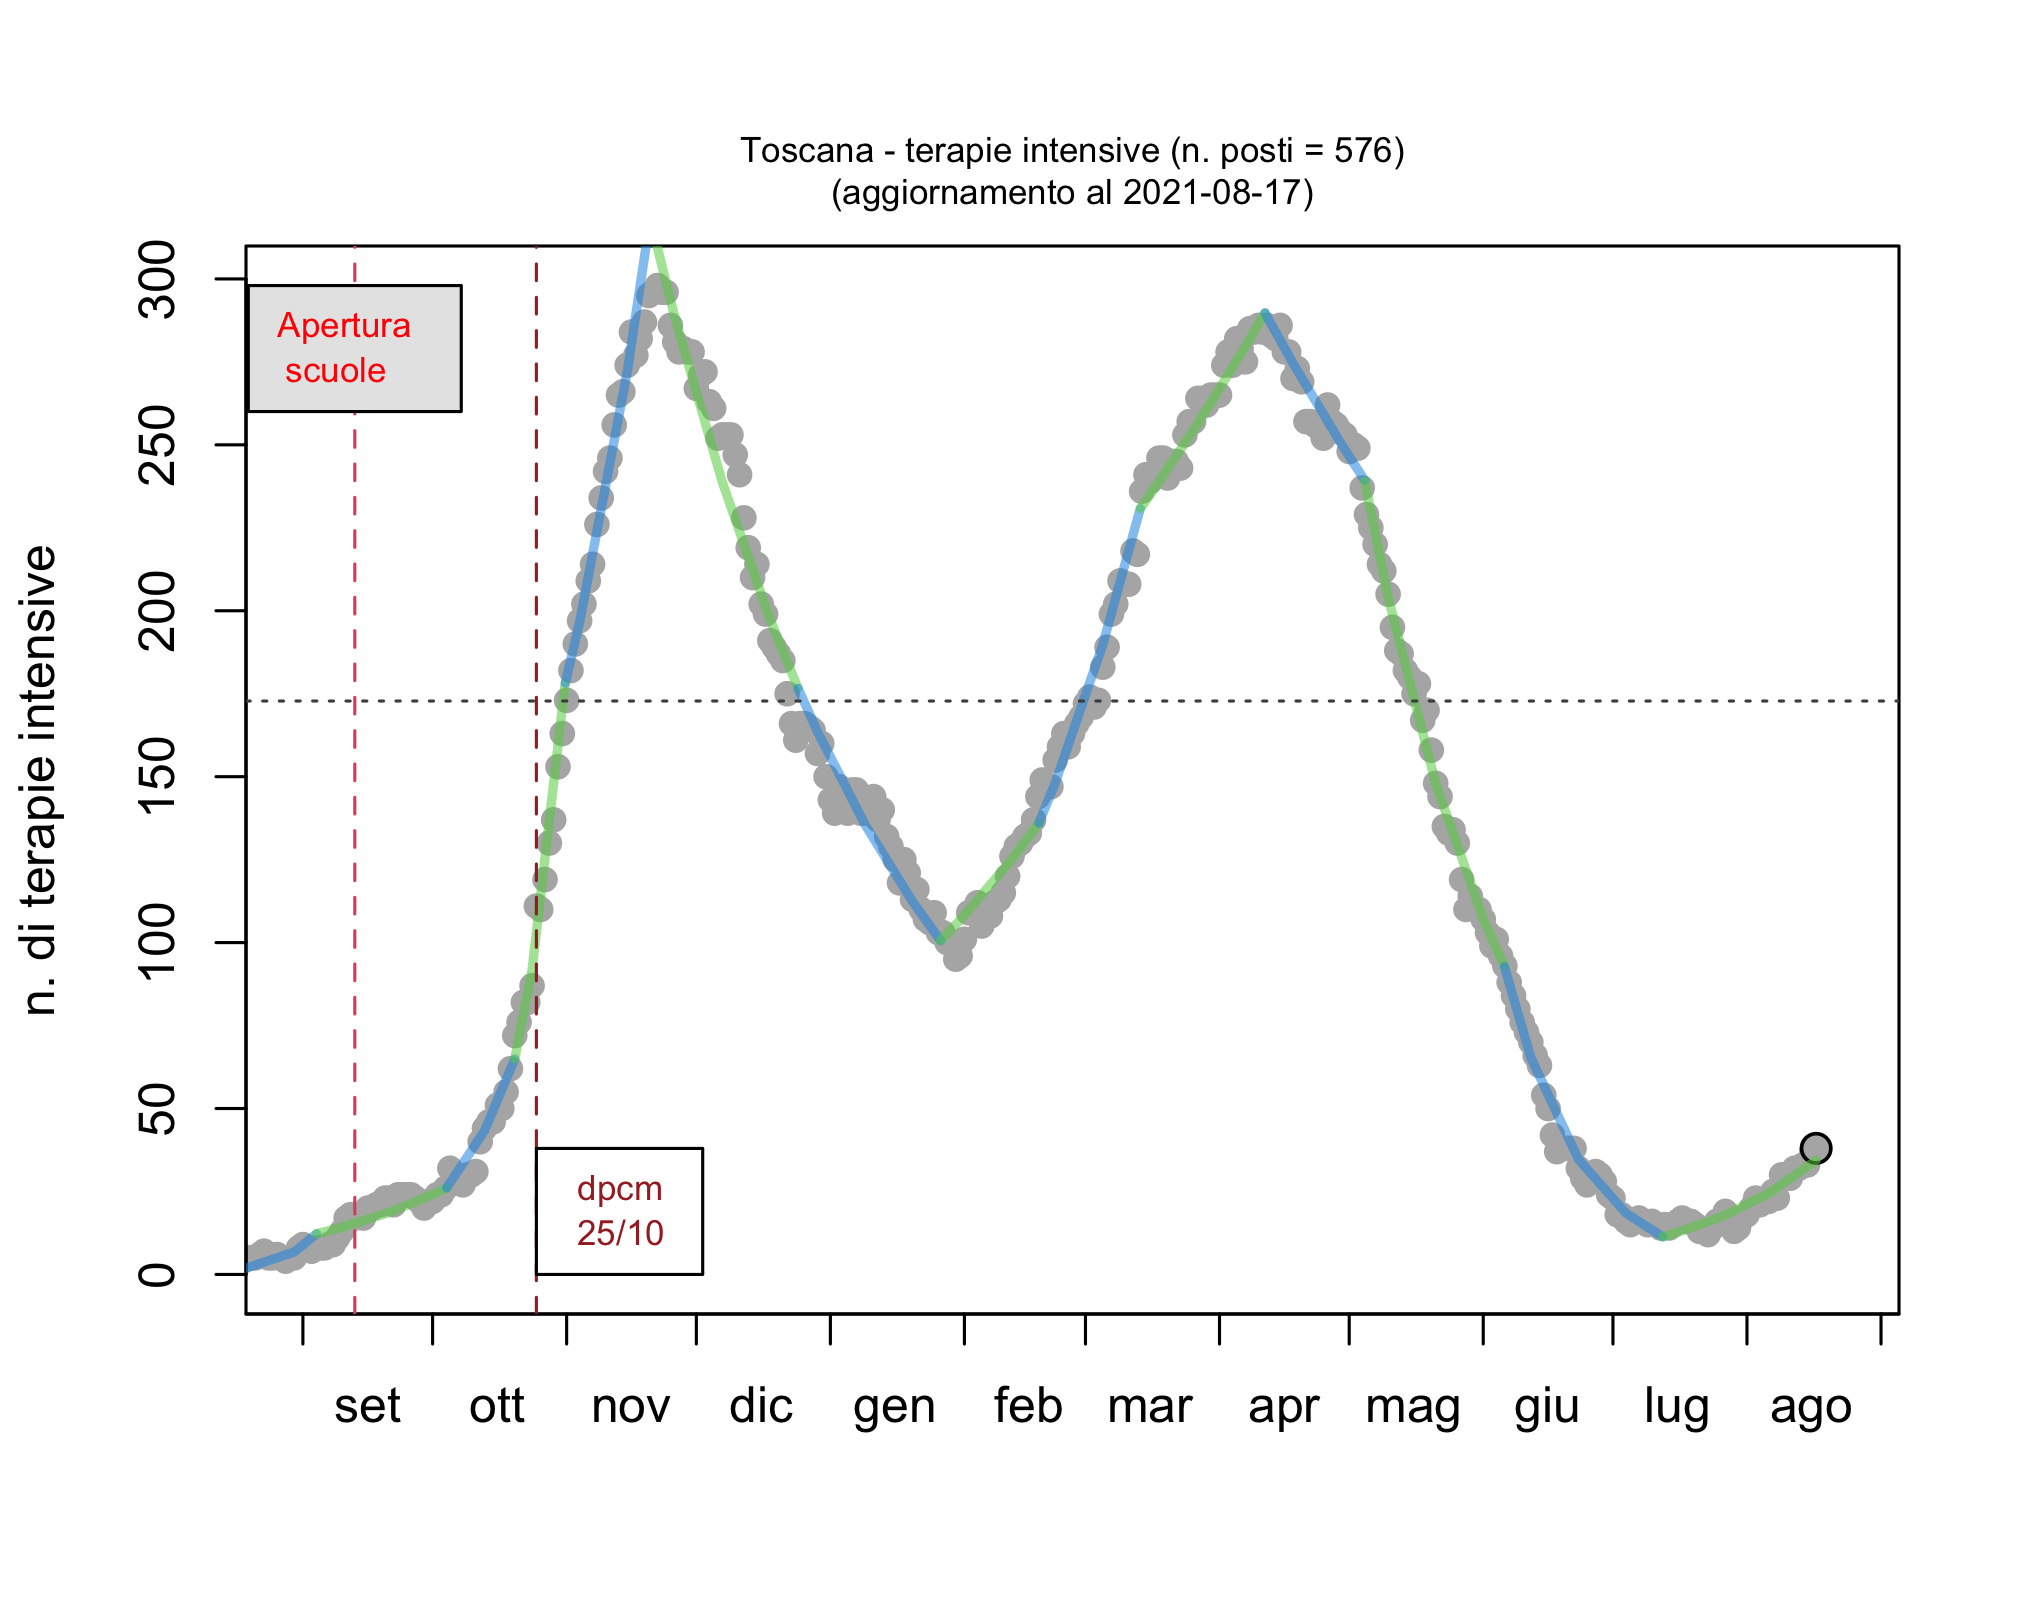 Toscana - terapie intensive (n. posti = 576)
(aggiornamento al 2021-08-17)
n. di terapie intensive
300
250
200
150
100
50
0
Apertura
scuole
dpcm
25/10
set ott nov dic gen feb mar apr mag giu lug ago